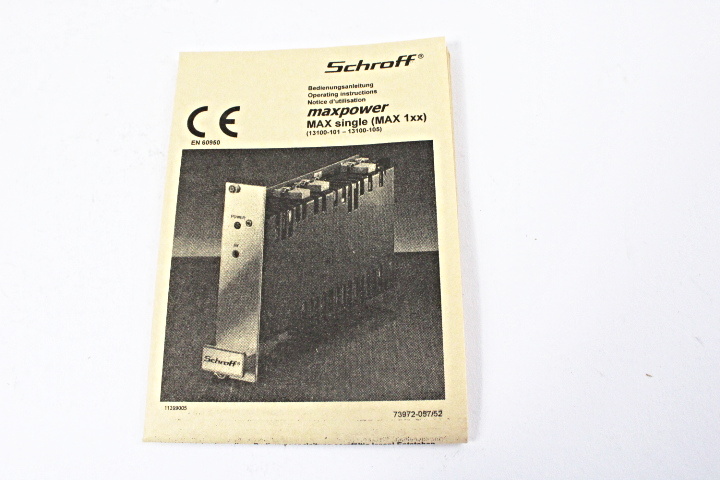 Schroff®
Bedienungsanleitung
Operating instructions
Notice d'utilisation
maxpower
MAX single (MAX 1xx)
(13100-101 – 13100-105)
CE
EN 60950
POWER
Schroff®
11399005
73972-087/52